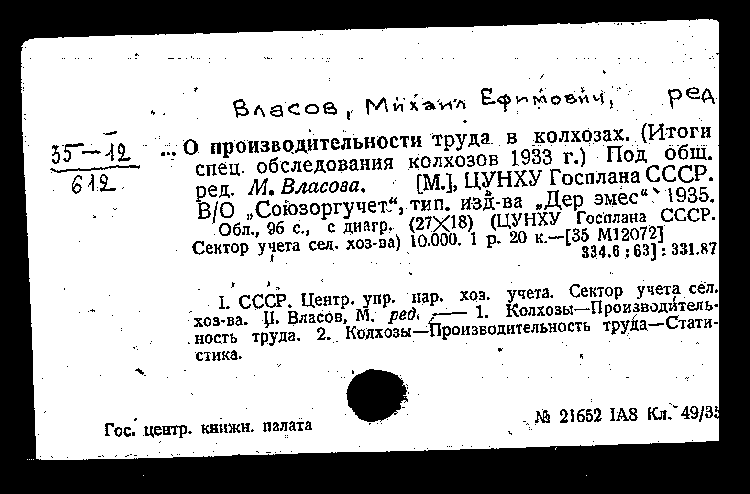 Власов, Михаил Ефимович, ред
35—12
612
... О производительности труда в колхозах. (Итоги
спец. обследования колхозов 1933 г.) Под общ.
ред. М. Власова. [М.], ЦУНХУ Госплана СССР.
В/О „Союзоргучет“, тип. изд-ва „Дер эмес“ 1935.
Обл., 96 с., с диагр. (27X18) (ЦУНХУ Госплана СССР.
Сектор учета сел. хоз-ва) 10.000. 1 р. 20 к.—[35 М12072]
334.6 : 63] : 331.87
I. СССР. Центр. упр. нар. хоз. учета. Сектор учета сел.
хоз-ва. II. Власов, М. ред. —— 1. Колхозы—Производитель-
ность труда. 2. Колхозы—Производительность труда—Стати-
стика.
Гос. центр. книжн. палата
№ 21652 IА8 Кл. 49/35